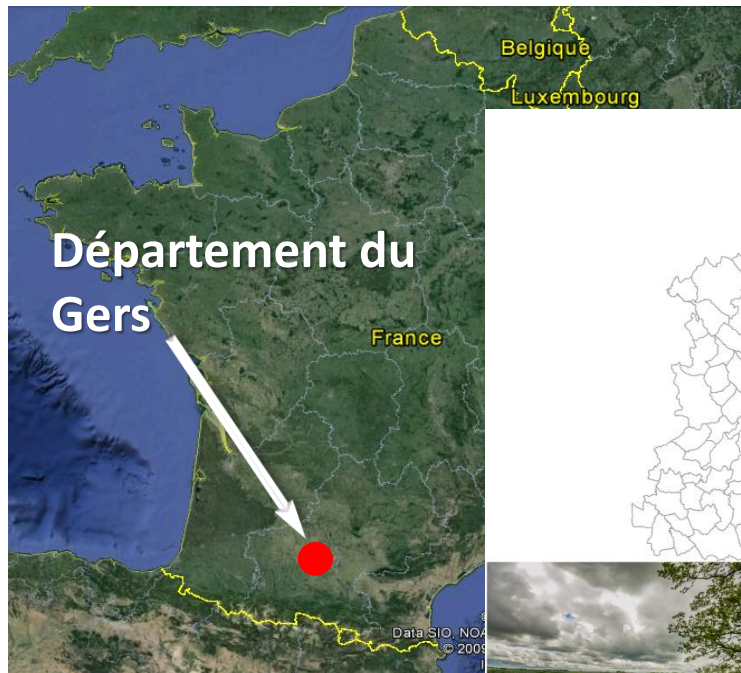 Belgique
Luxembourg
Département du
Gers
France
Data SIO, NOA
© 2009